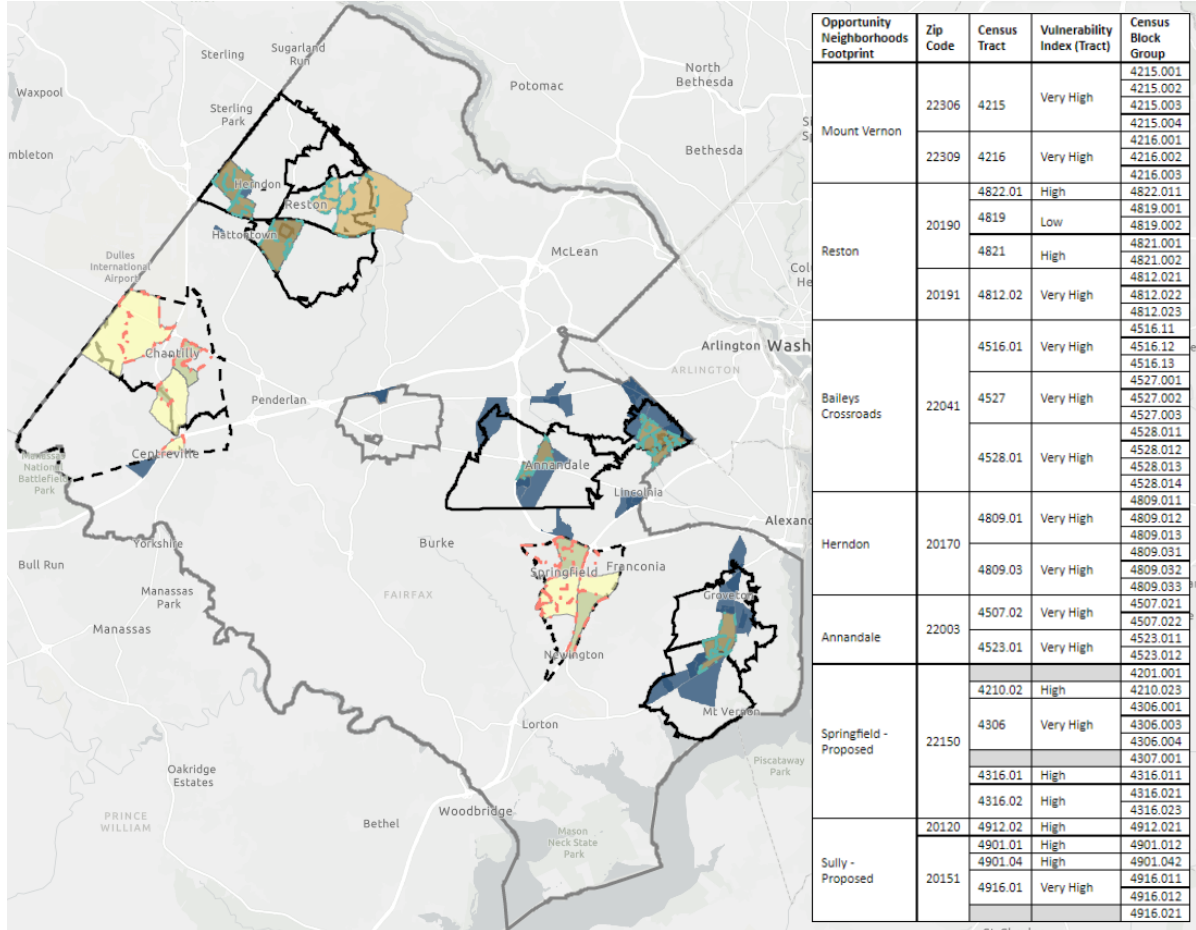 Sugarland
Run
Sterling
Waxpool
Potomac
North
Bethesda
Sterling
Park
Bethesda
Herndon
Reston
Hattontown
McLean
Dulles
International
Airport
Chantilly
Arlington
Wash
ARLINGTON
Penderlan
Centreville
Annandale
Lincolnia
Manassas
National
Battlefield
Park
Yorkshire
Bull Run
Burke
Alexan
Springfield
Franconia
Manassas
Park
FAIRFAX
Groveton
Manassas
Newington
Mt Vernon
Lorton
Piscataway
Park
Oakridge
Estates
Woodbridge
PRINCE
WILLIAM
Bethel
Mason
Neck State
Park
Opportunity Neighborhoods Footprint | Zip Code | Census Tract | Vulnerability Index (Tract) | Census Block Group
Mount Vernon | 22306 | 4215 | Very High | 4215.001
4215.002
4215.003
4215.004
22309 | 4216 | Very High | 4216.001
4216.002
4216.003
Reston | 20190 | 4822.01 | High | 4822.011
4819 | Low | 4819.001
4819.002
4821 | High | 4821.001
4821.002
20191 | 4812.02 | Very High | 4812.021
4812.022
4812.023
Baileys Crossroads | 22041 | 4516.01 | Very High | 4516.11
4516.12
4516.13
4527 | Very High | 4527.001
4527.002
4527.003
4528.01 | Very High | 4528.011
4528.012
4528.013
4528.014
Herndon | 20170 | 4809.01 | Very High | 4809.011
4809.012
4809.013
4809.03 | Very High | 4809.031
4809.032
4809.033
Annandale | 22003 | 4507.02 | Very High | 4507.021
4507.022
4523.01 | Very High | 4523.011
4523.012
Springfield - Proposed | 22150 | 4201.001
4210.02 | High | 4210.023
4306 | Very High | 4306.001
4306.003
4306.004
4307.001
4316.01 | High | 4316.011
4316.02 | High | 4316.021
4316.023
Sully - Proposed | 20120 | 4912.02 | High | 4912.021
20151 | 4901.01 | High | 4901.012
4901.04 | High | 4901.042
4916.01 | Very High | 4916.011
4916.012
4916.021